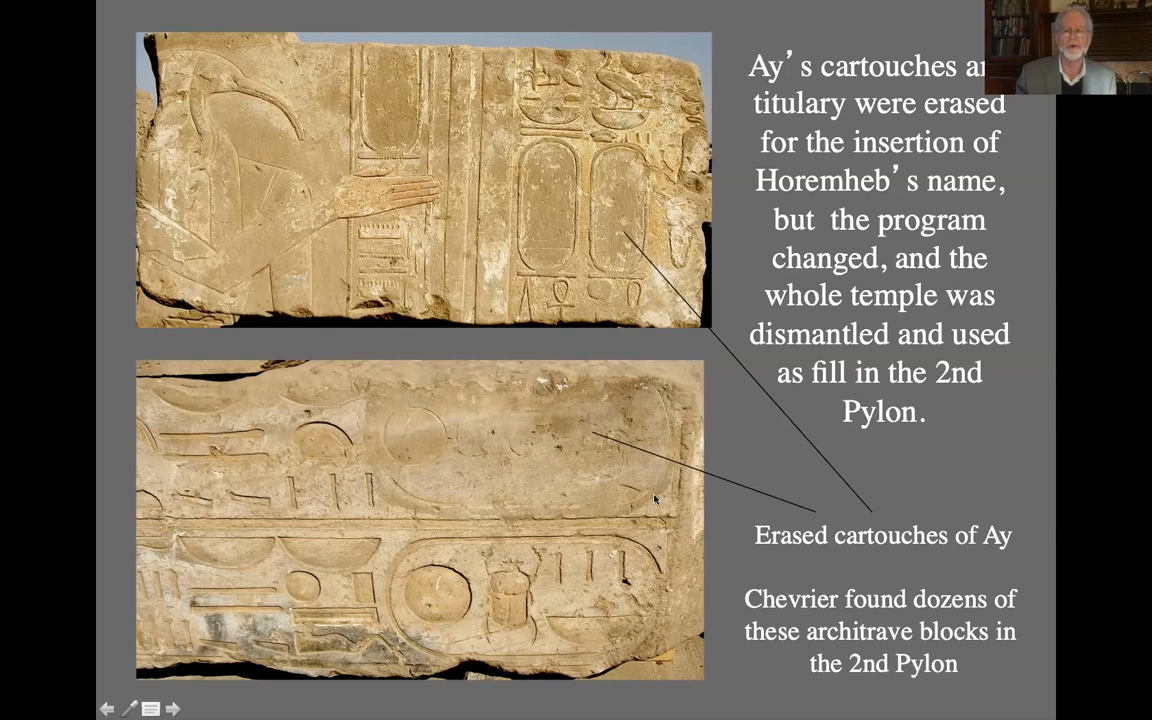 Ay’s cartouches an
titulary were erased
for the insertion of
Horemheb’s name,
but the program
changed, and the
whole temple was
dismantled and used
as fill in the 2nd
Pylon.
Erased cartouches of Ay
Chevrier found dozens of
these architrave blocks in
the 2nd Pylon